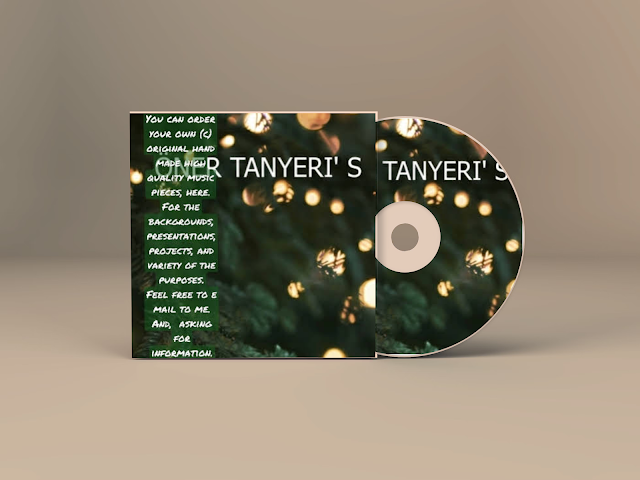 You can order
your own (c)
original hand
made high
quality music
pieces, here.
For the
backgrounds,
presentations,
projects, and
variety of the
purposes.
Feel free to e
mail to me.
And, asking
for
information.
ÖNER TANYERI' S
TANYERI' S